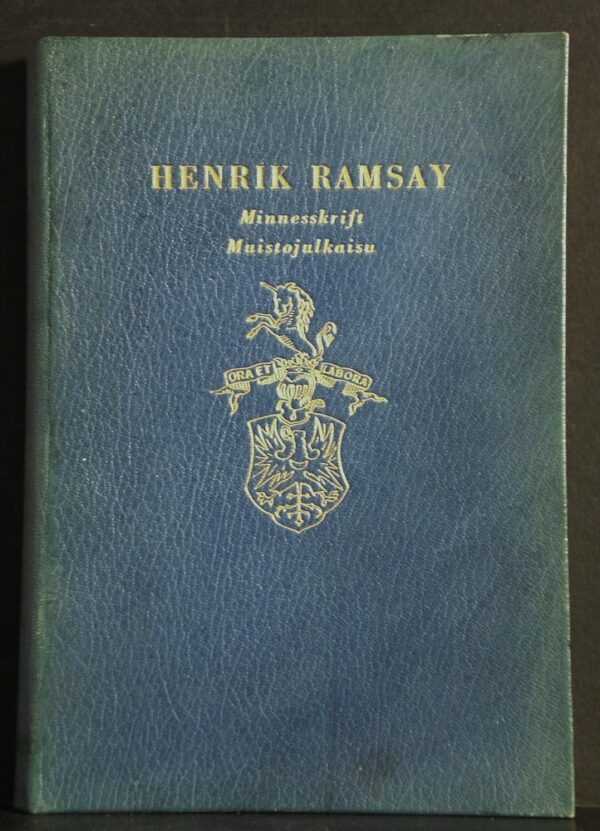 HENRIK RAMSAY
Minnesskrift
Muistojulkaisu
ORA ET LABORA